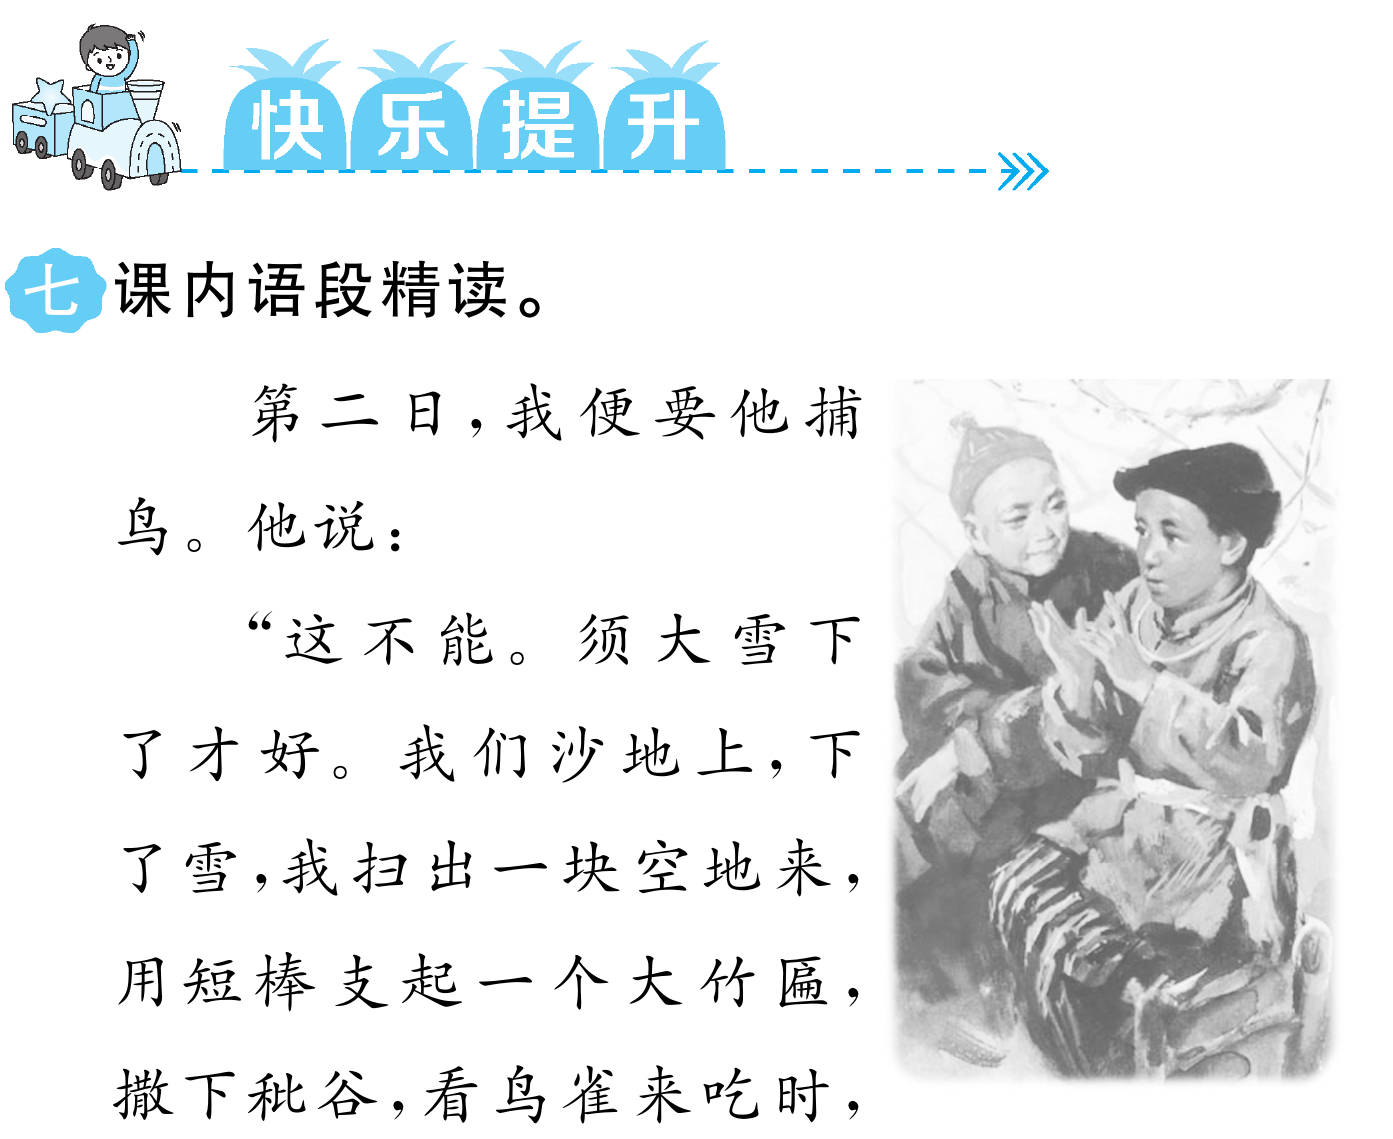 快乐提升
七 课内语段精读。
第二日，我便要他捕
鸟。他说：
“这不能。须大雪下
了才好。我们沙地上，下
了雪，我扫出一块空地来，
用短棒支起一个大竹匾，
撒下秕谷，看鸟雀来吃时，